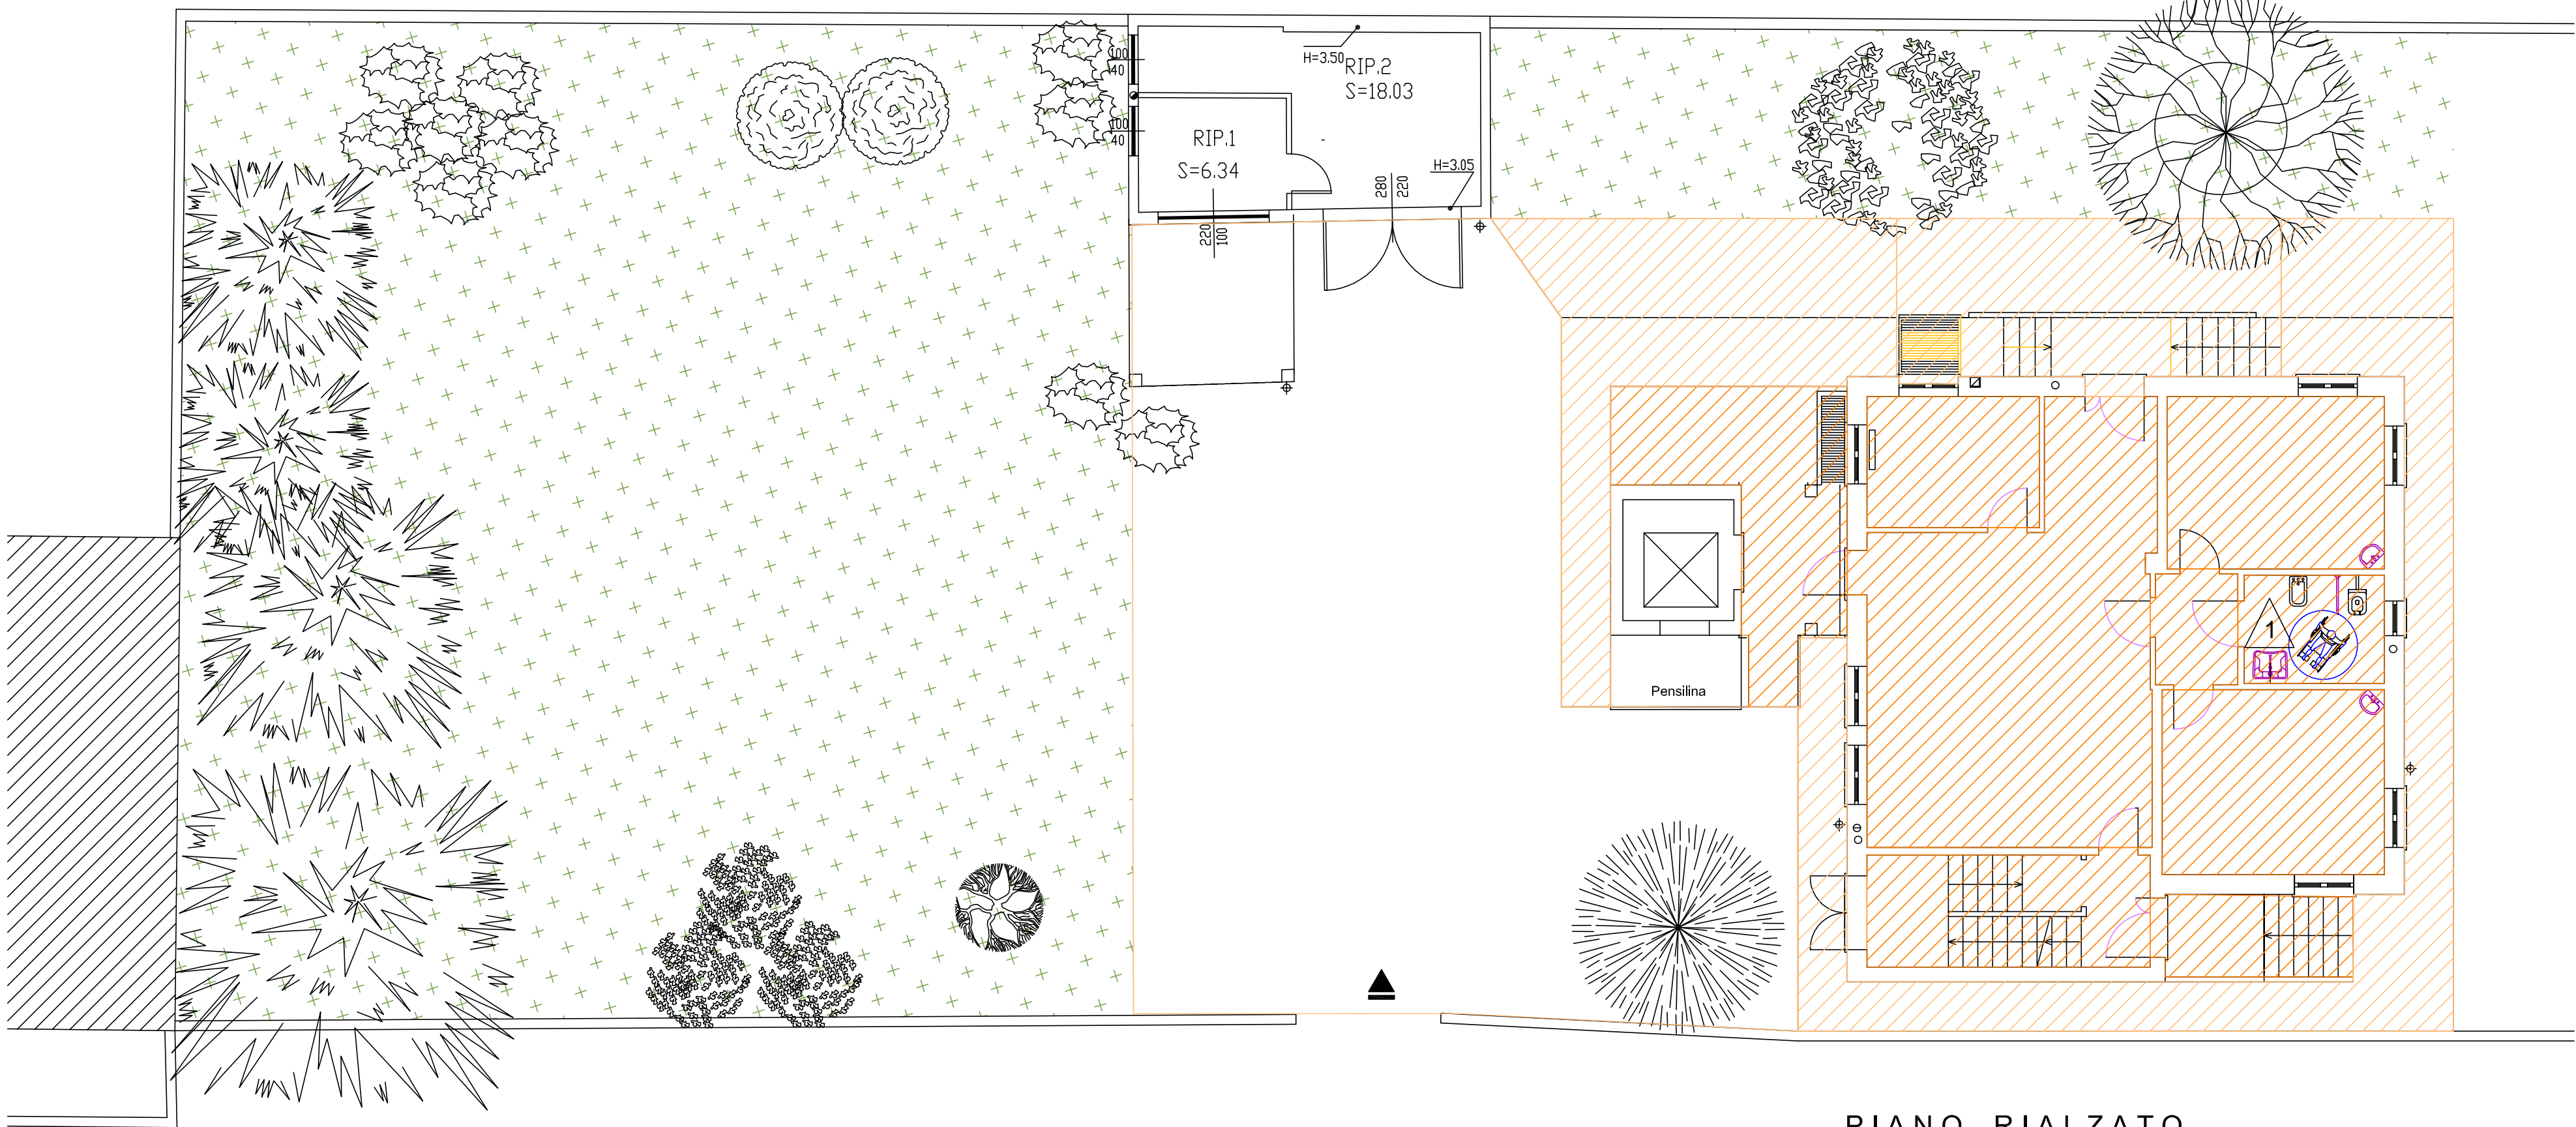 100
40
H=3.50
RIP.2
S=18.03
100
40
RIP.1
S=6.34
H=3.05
280
220
220
100
1
Pensilina
PIANO RIALZATO